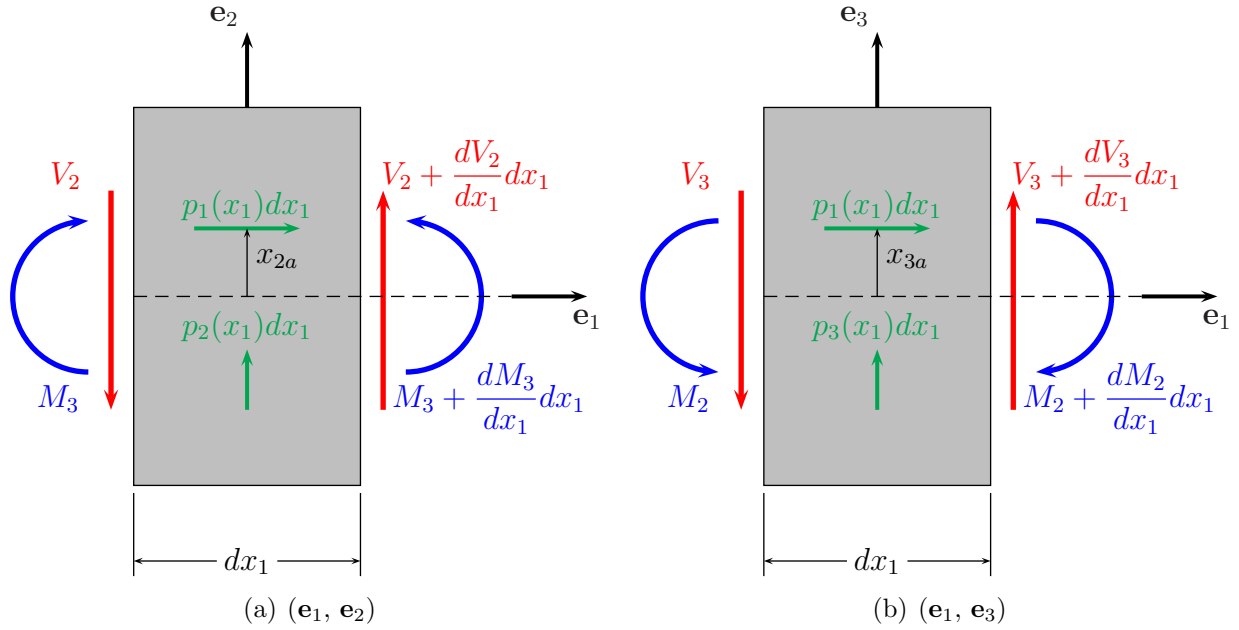 e₂
V₂
V₂ + dV₂/dx₁ dx₁
p₁(x₁)dx₁
x₂ₐ
e₁
p₂(x₁)dx₁
M₃
M₃ + dM₃/dx₁ dx₁
dx₁
(a) (e₁, e₂)
e₃
V₃
V₃ + dV₃/dx₁ dx₁
p₁(x₁)dx₁
x₃ₐ
e₁
p₃(x₁)dx₁
M₂
M₂ + dM₂/dx₁ dx₁
dx₁
(b) (e₁, e₃)